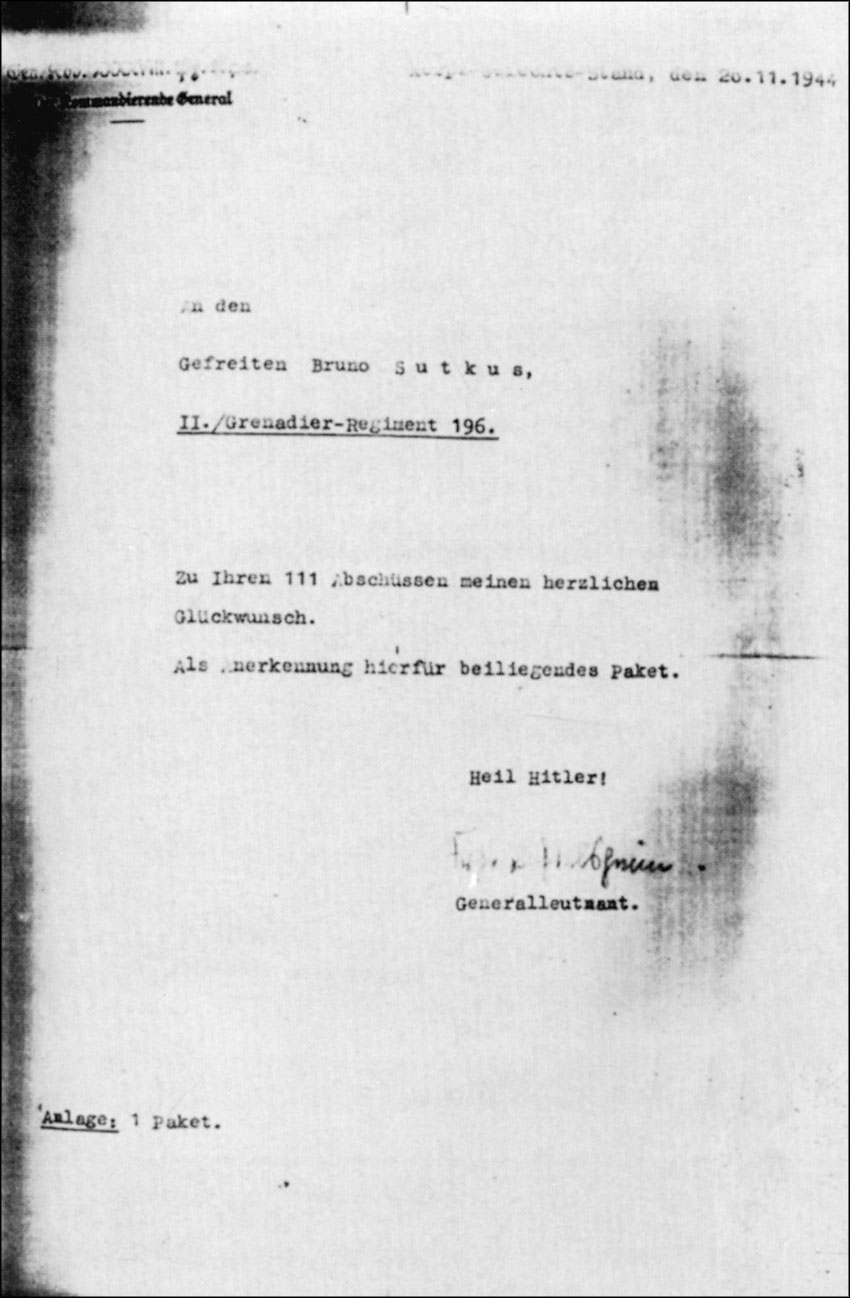 Kommandierende General
den 26.11.1944
den
Gefreiten Bruno Sutkus,
II./Grenadier-Regiment 196.
Zu Ihren 111 Abschüssen meinen herzlichen
Glückwunsch.
Als Anerkennung hierfür beiliegendes Paket.
Heil Hitler!
Generalleutnant.
Anlage: 1 Paket.